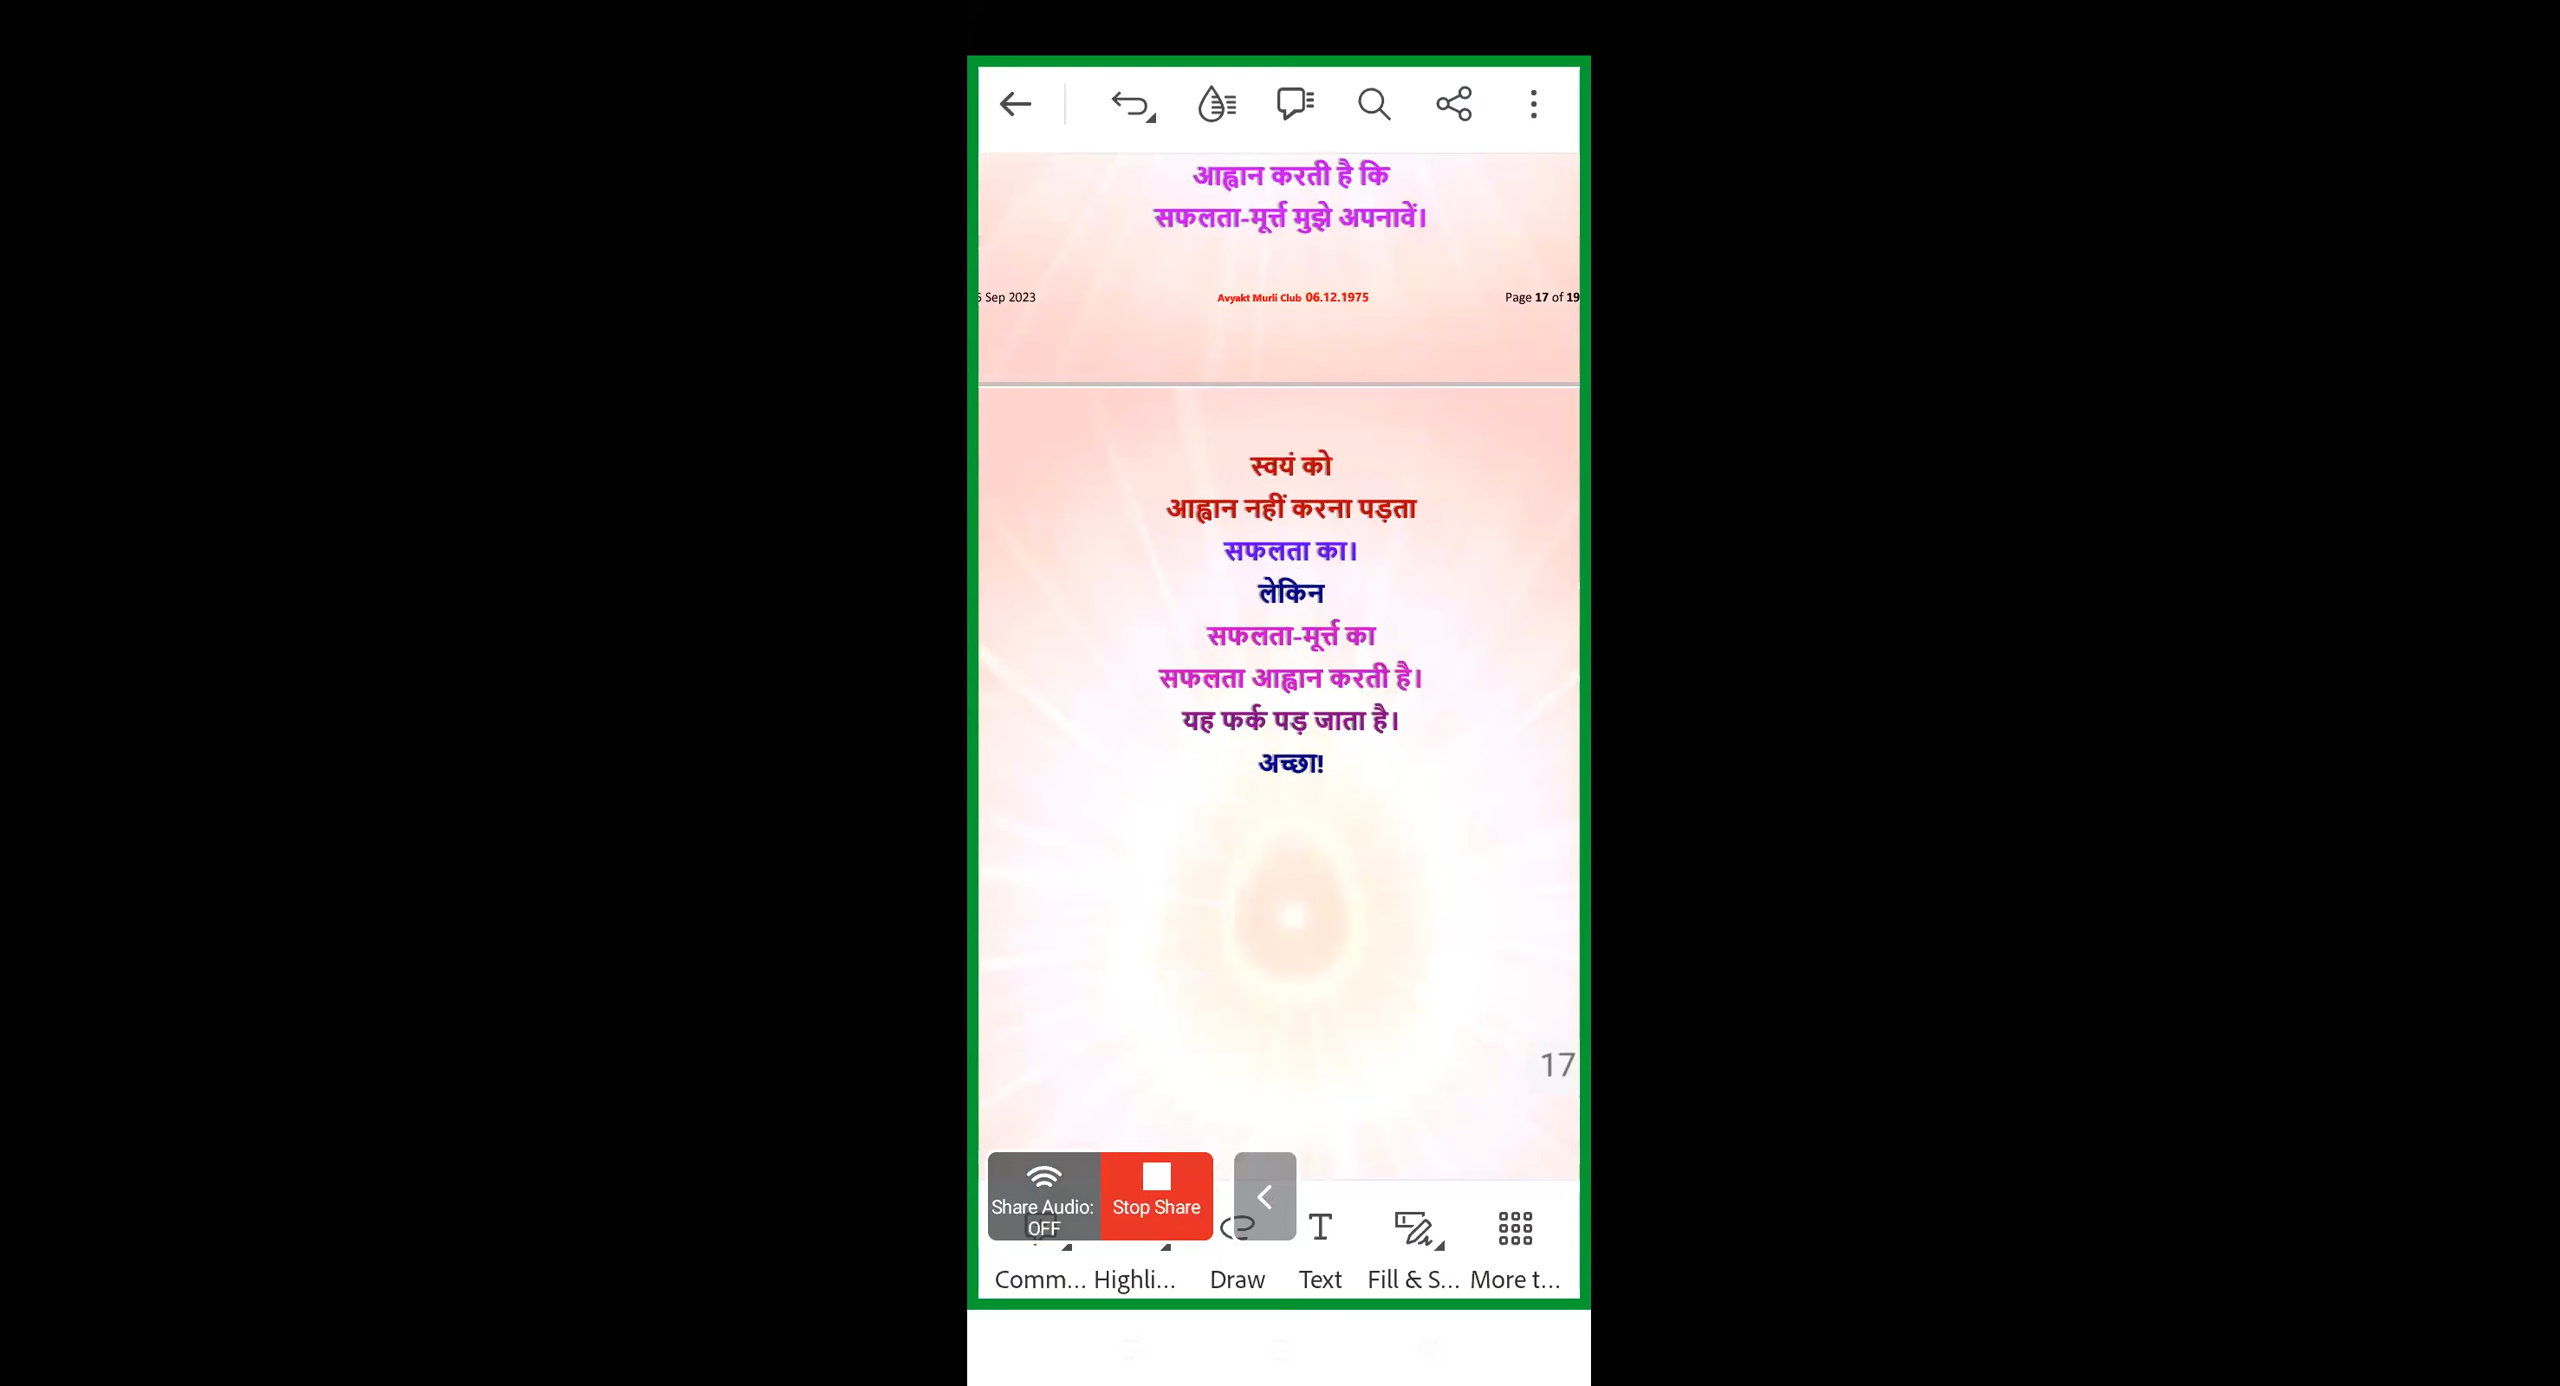 आह्वान करती है कि
सफलता-मूर्त्त मुझे अपनावें।
Sep 2023 Avyakt Murli Club 06.12.1975 Page 17 of 19
स्वयं को
आह्वान नहीं करना पड़ता
सफलता का।
लेकिन
सफलता-मूर्त्त का
सफलता आह्वान करती है।
यह फर्क पड़ जाता है।
अच्छा!
17
Share Audio: Stop Share
OFF
Comm... Highli... Draw Text Fill & S... More t...